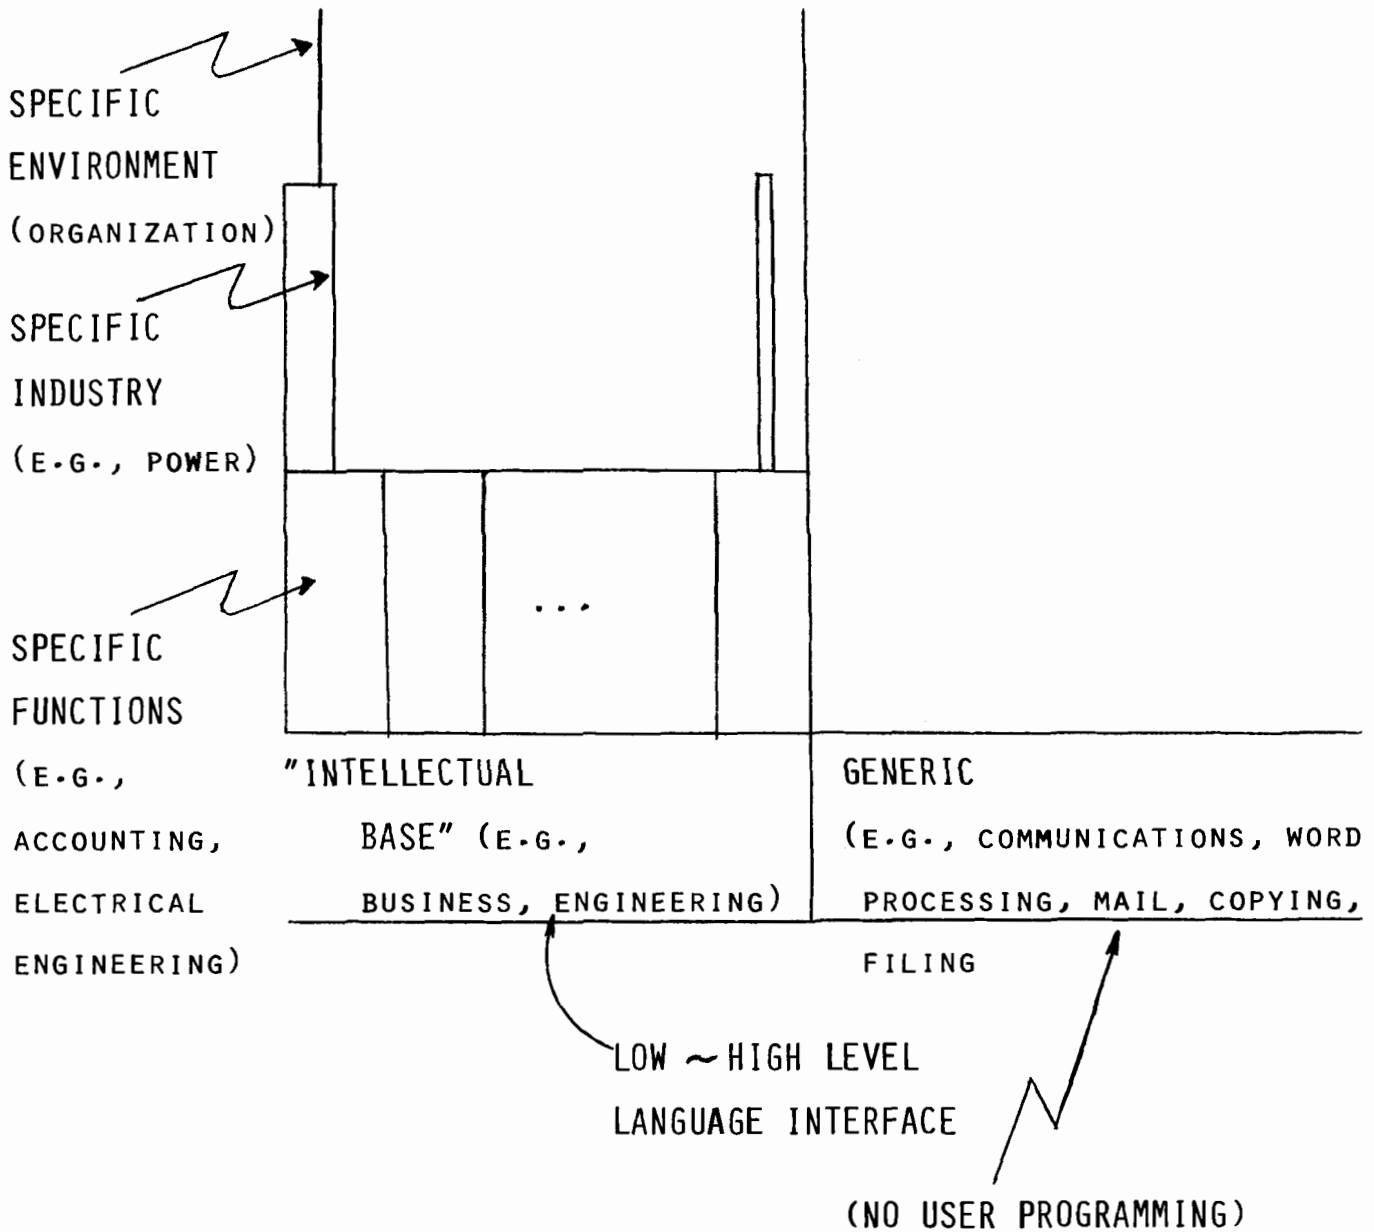 SPECIFIC
ENVIRONMENT
(ORGANIZATION)
SPECIFIC
INDUSTRY
(E.G., POWER)
...
SPECIFIC
FUNCTIONS
(E.G.,
ACCOUNTING,
ELECTRICAL
ENGINEERING)
"INTELLECTUAL
BASE" (E.G.,
BUSINESS, ENGINEERING)
GENERIC
(E.G., COMMUNICATIONS, WORD
PROCESSING, MAIL, COPYING,
FILING
LOW ~ HIGH LEVEL
LANGUAGE INTERFACE
(NO USER PROGRAMMING)